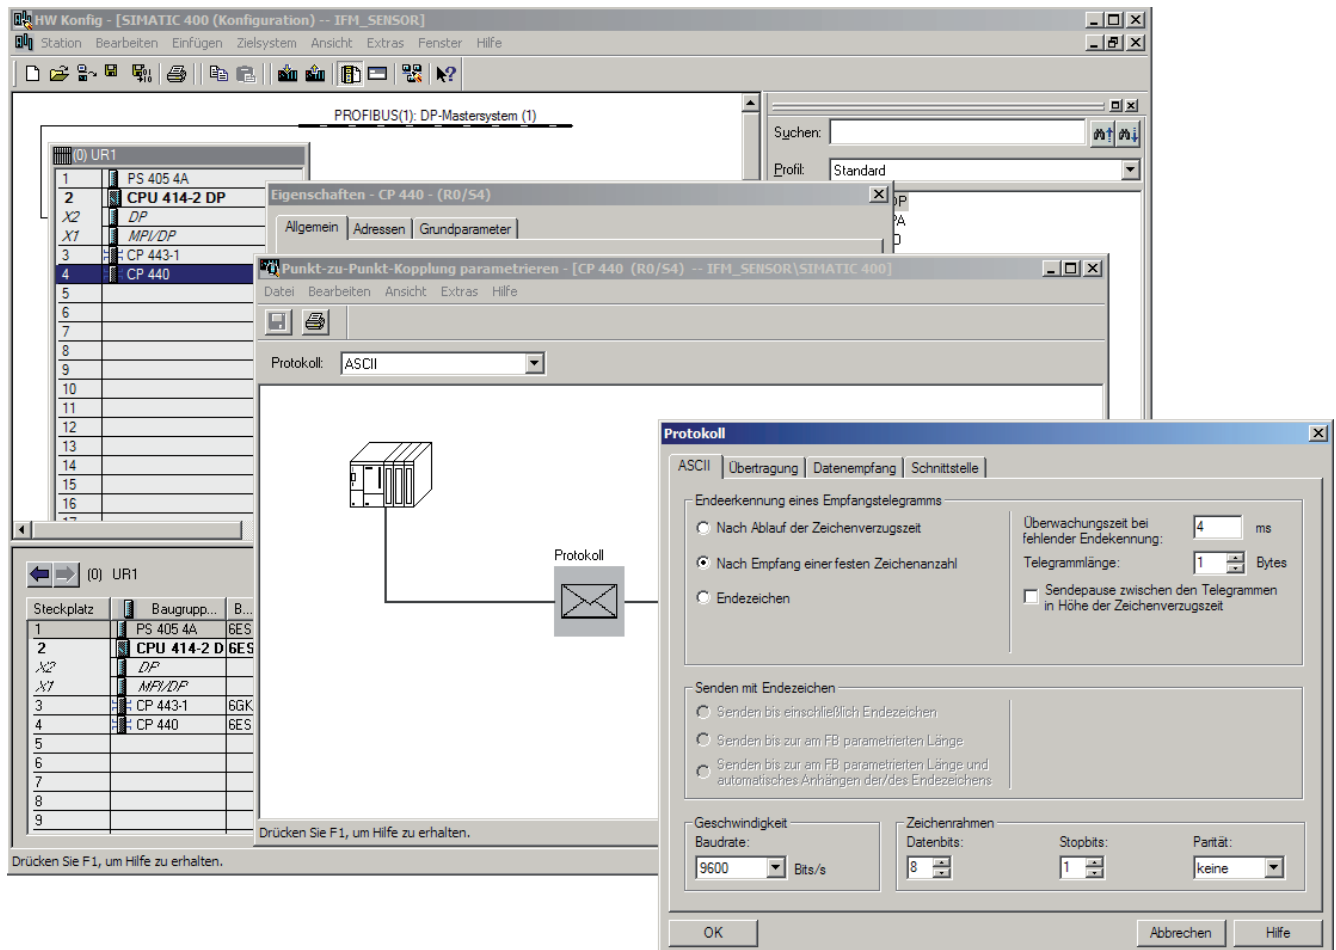 HW Konfig - [SIMATIC 400 (Konfiguration) -- IFM_SENSOR]
Station Bearbeiten Einfügen Zielsystem Ansicht Extras Fenster Hilfe
PROFIBUS(1): DP-Mastersystem (1)
(0) UR1
1 PS 405 4A
2 CPU 414-2 DP
X2 DP
X1 MPI/DP
3 CP 443-1
4 CP 440
5
6
7
8
9
10
11
12
13
14
15
16
17
Suchen:
Profil: Standard
DP
PA
Eigenschaften - CP 440 - (R0/S4)
Allgemein Adressen Grundparameter
Punkt-zu-Punkt-Kopplung parametrieren - [CP 440 (R0/S4) -- IFM_SENSOR\SIMATIC 400]
Datei Bearbeiten Ansicht Extras Hilfe
Protokoll: ASCII
Protokoll
Drücken Sie F1, um Hilfe zu erhalten.
(0) UR1
Steckplatz Baugrupp... B...
1 PS 405 4A 6ES
2 CPU 414-2 D 6ES
X2 DP
X1 MPI/DP
3 CP 443-1 6GK
4 CP 440 6ES
5
6
7
8
9
Drücken Sie F1, um Hilfe zu erhalten.
Protokoll
ASCII Übertragung Datenempfang Schnittstelle
Endeerkennung eines Empfangstelegramms
Nach Ablauf der Zeichenverzugszeit
Nach Empfang einer festen Zeichenanzahl
Endezeichen
Überwachungszeit bei
fehlender Endekennung: 4 ms
Telegrammlänge: 1 Bytes
Sendepause zwischen den Telegrammen
in Höhe der Zeichenverzugszeit
Senden mit Endezeichen
Senden bis einschließlich Endezeichen
Senden bis zur am FB parametrierten Länge
Senden bis zur am FB parametrierten Länge und
automatisches Anhängen der/des Endezeichens
Geschwindigkeit
Baudrate:
9600 Bits/s
Zeichenrahmen
Datenbits: Stopbits: Parität:
8 1 keine
OK Abbrechen Hilfe